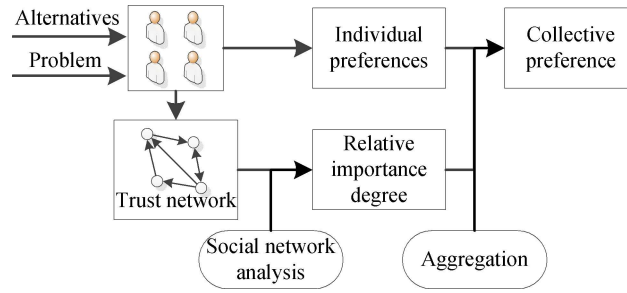 Alternatives
Problem
Individual
preferences
Collective
preference
Trust network
Relative
importance
degree
Social network
analysis
Aggregation